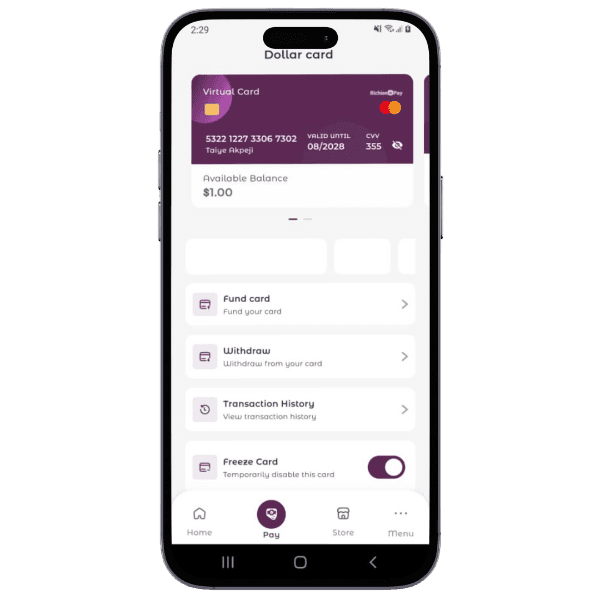 2:29
Dollar card
Virtual Card
Richien Pay
5322 1227 3306 7302
VALID UNTIL
CVV
Taiye Akpeji
08/2028
355
Available Balance
$1.00
Fund card
Fund your card
Withdraw
Withdraw from your card
Transaction History
View transaction history
Freeze Card
Temporarily disable this card
Home
Pay
Store
Menu